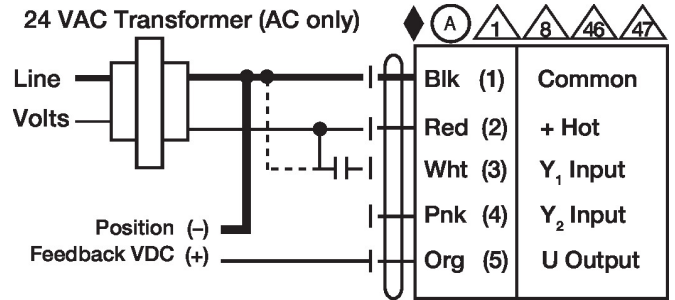 24 VAC Transformer (AC only)
A 1 8 46 47
Line
Volts
Blk (1) Common
Red (2) + Hot
Wht (3) Y1 Input
Pnk (4) Y2 Input
Org (5) U Output
Position (–)
Feedback VDC (+)